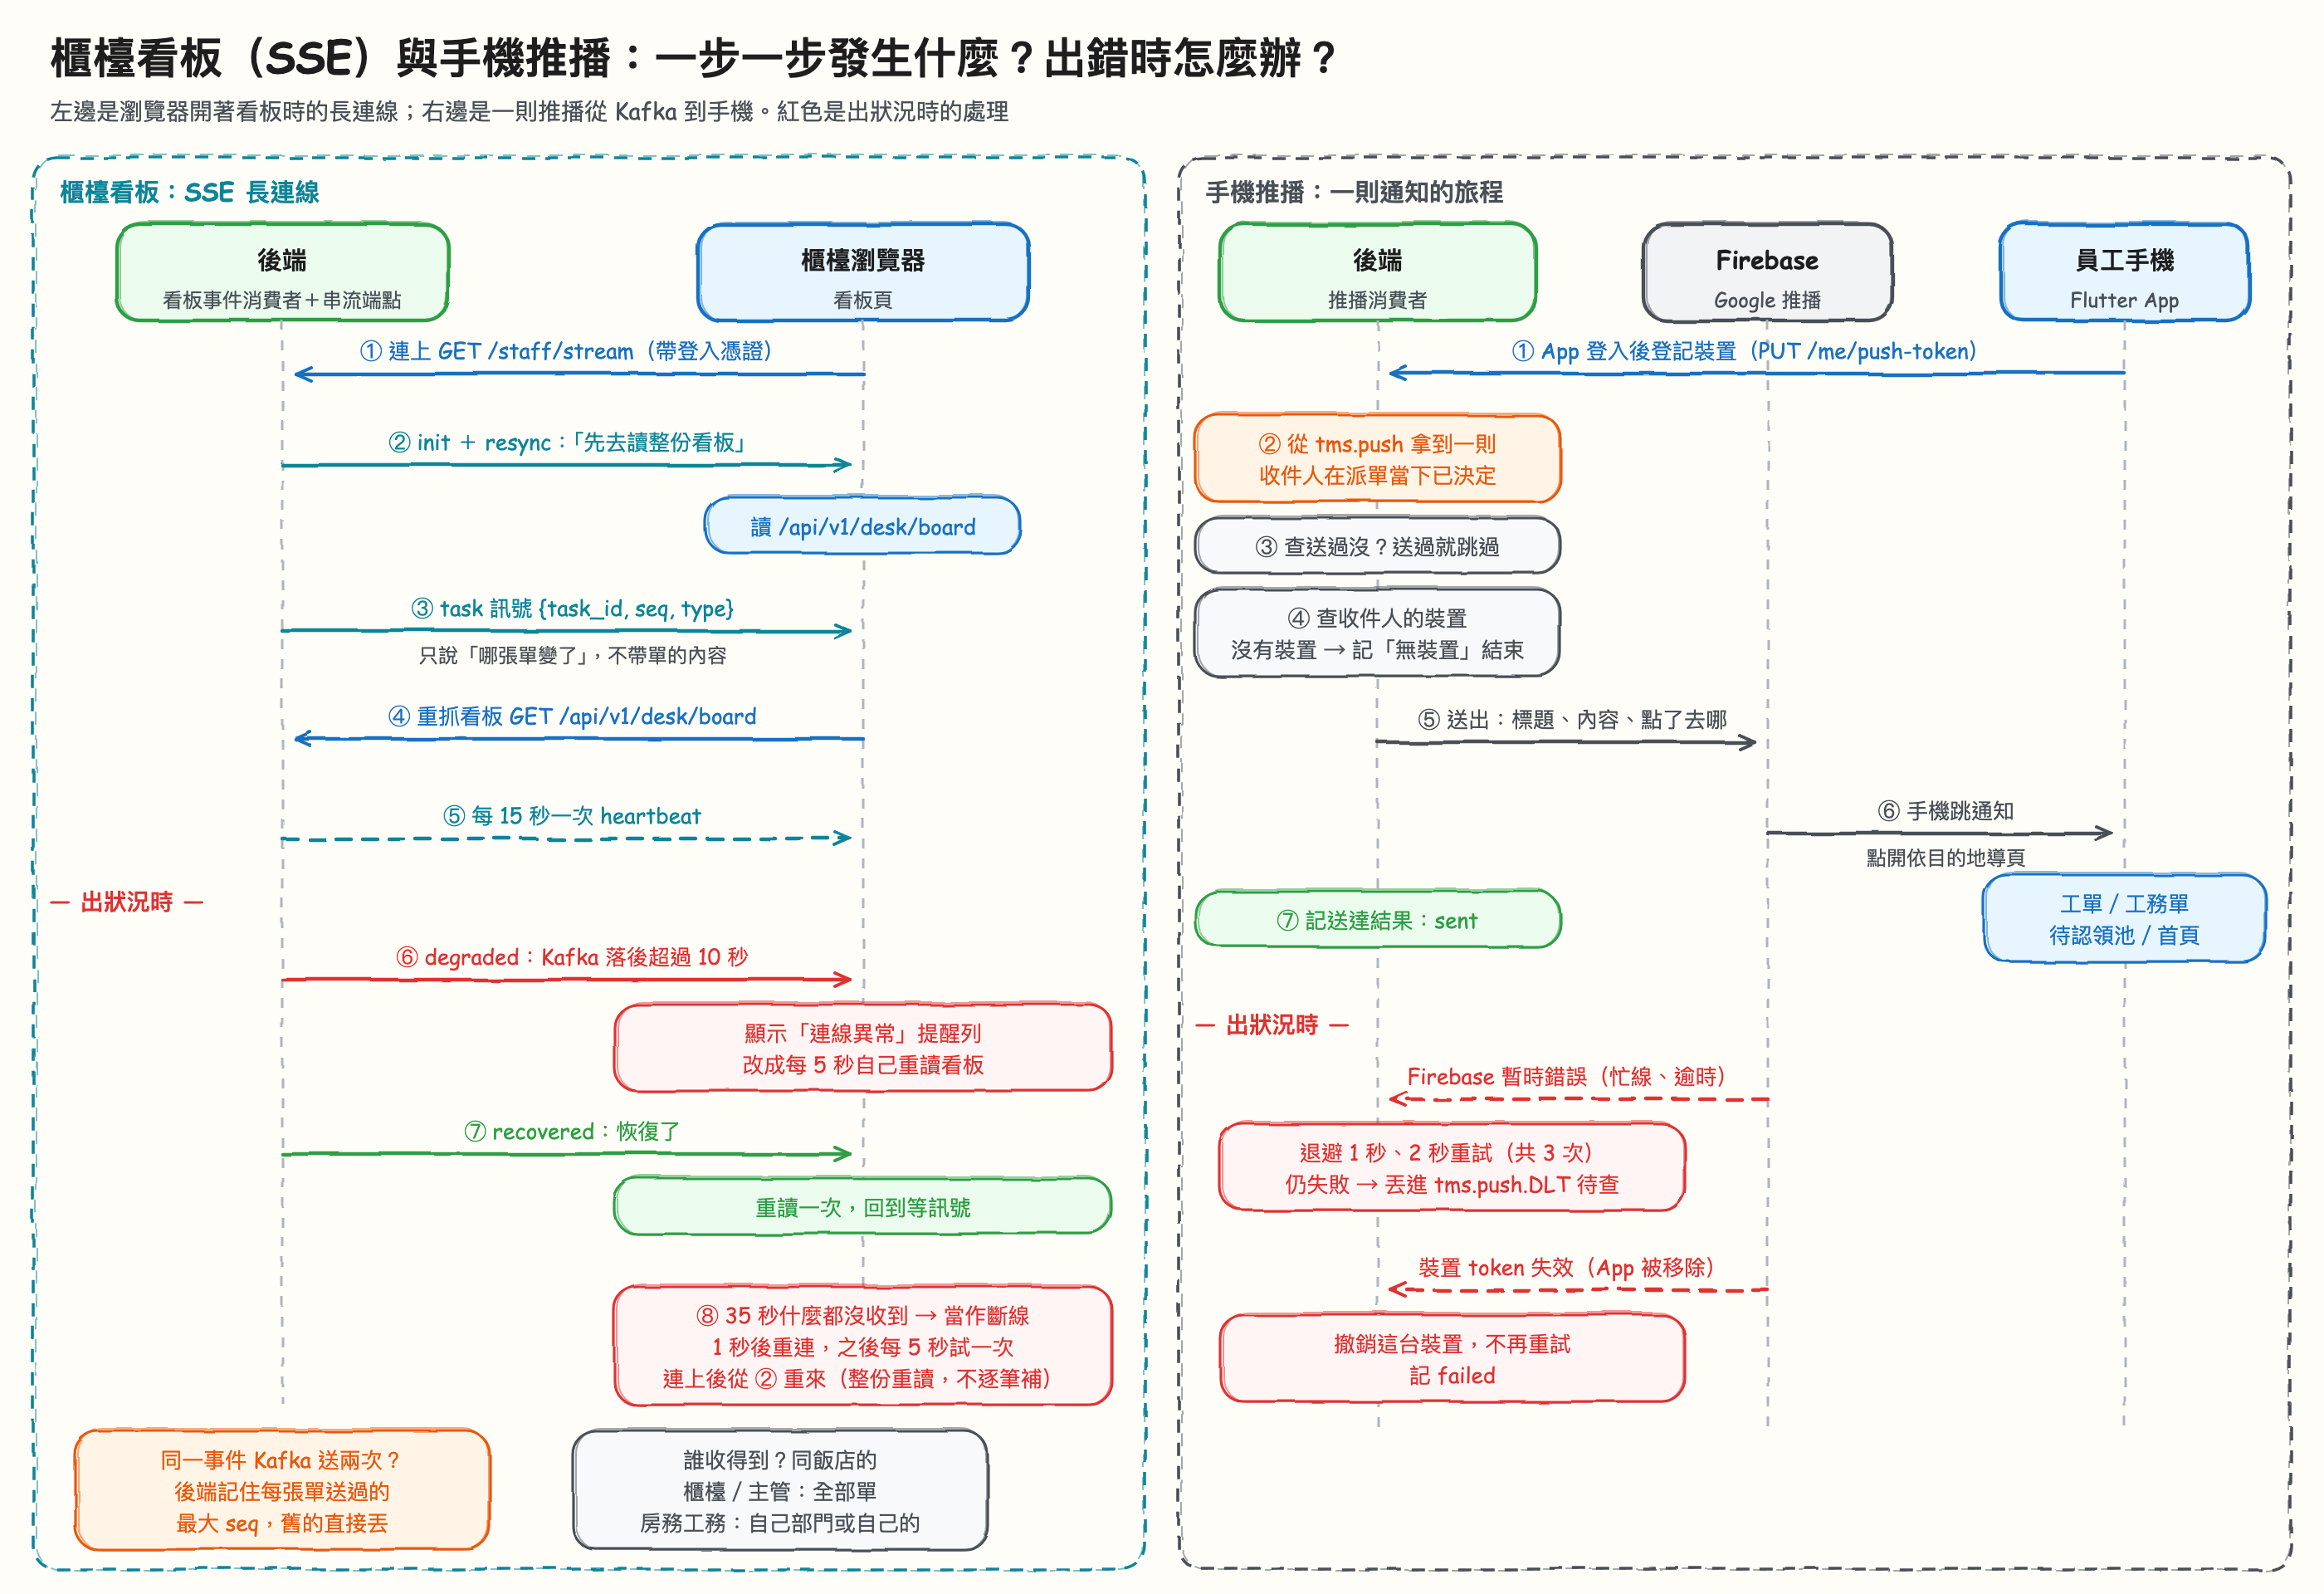 櫃檯看板（SSE）與手機推播：一步一步發生什麼？出錯時怎麼辦？
左邊是瀏覽器開著看板時的長連線；右邊是一則推播從 Kafka 到手機。紅色是出狀況時的處理
櫃檯看板：SSE 長連線
後端
看板事件消費者＋串流端點
櫃檯瀏覽器
看板頁
① 連上 GET /staff/stream（帶登入憑證）
② init ＋ resync：「先去讀整份看板」
讀 /api/v1/desk/board
③ task 訊號 {task_id, seq, type}
只說「哪張單變了」，不帶單的內容
④ 重抓看板 GET /api/v1/desk/board
⑤ 每 15 秒一次 heartbeat
— 出狀況時 —
⑥ degraded：Kafka 落後超過 10 秒
顯示「連線異常」提醒列
改成每 5 秒自己重讀看板
⑦ recovered：恢復了
重讀一次，回到等訊號
⑧ 35 秒什麼都沒收到 → 當作斷線
1 秒後重連，之後每 5 秒試一次
連上後從 ② 重來（整份重讀，不逐筆補）
同一事件 Kafka 送兩次？
後端記住每張單送過的
最大 seq，舊的直接丟
誰收得到？同飯店的
櫃檯 / 主管：全部單
房務工務：自己部門或自己的
手機推播：一則通知的旅程
後端
推播消費者
Firebase
Google 推播
員工手機
Flutter App
① App 登入後登記裝置（PUT /me/push-token）
② 從 tms.push 拿到一則
收件人在派單當下已決定
③ 查送過沒？送過就跳過
④ 查收件人的裝置
沒有裝置 → 記「無裝置」結束
⑤ 送出：標題、內容、點了去哪
⑥ 手機跳通知
點開依目的地導頁
⑦ 記送達結果：sent
工單 / 工務單
待認領池 / 首頁
— 出狀況時 —
Firebase 暫時錯誤（忙線、逾時）
退避 1 秒、2 秒重試（共 3 次）
仍失敗 → 丟進 tms.push.DLT 待查
裝置 token 失效（App 被移除）
撤銷這台裝置，不再重試
記 failed